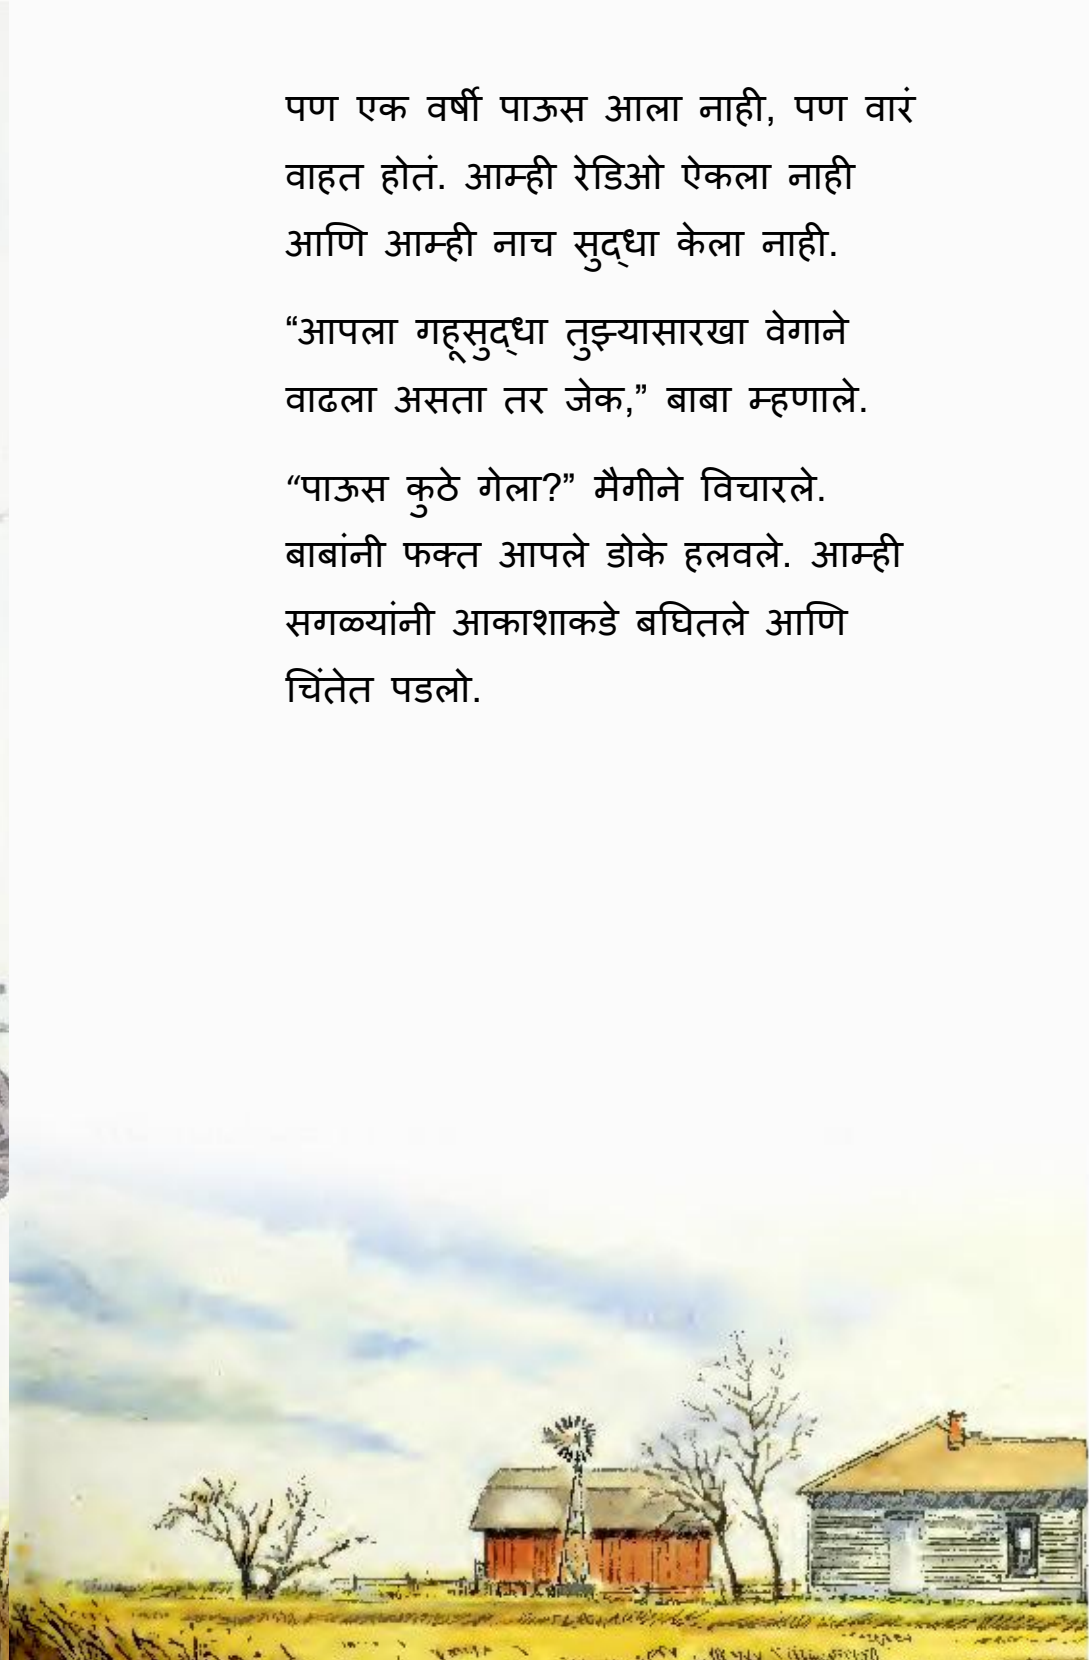 पण एक वर्षी पाऊस आला नाही, पण वारं
वाहत होतं. आम्ही रेडिओ ऐकला नाही
आणि आम्ही नाच सुद्धा केला नाही.
“आपला गहूसुद्धा तुझ्यासारखा वेगाने
वाढला असता तर जेक,” बाबा म्हणाले.
“पाऊस कुठे गेला?” मैगीने विचारले.
बाबांनी फक्त आपले डोके हलवले. आम्ही
सगळ्यांनी आकाशाकडे बघितले आणि
चिंतेत पडलो.